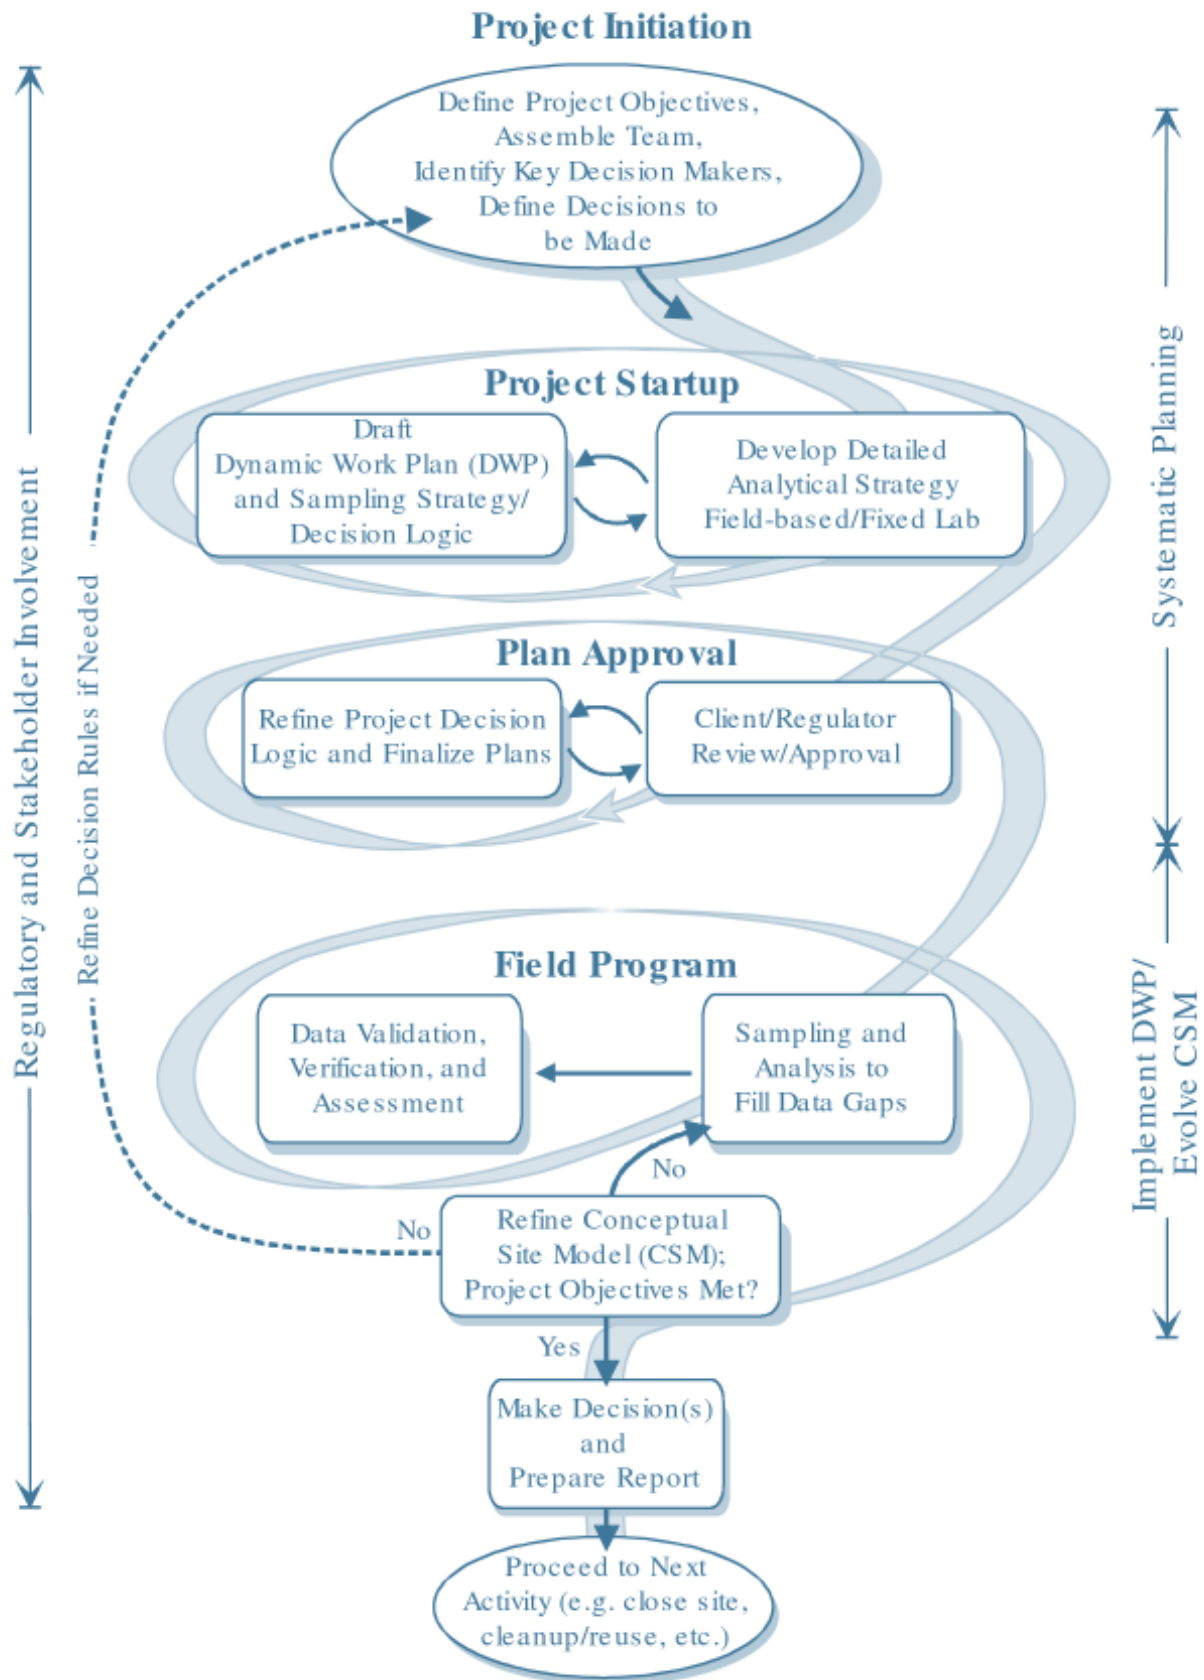 Project Initiation
Define Project Objectives,
Assemble Team,
Identify Key Decision Makers,
Define Decisions to
be Made
Project Startup
Draft
Dynamic Work Plan (DWP)
and Sampling Strategy/
Decision Logic
Develop Detailed
Analytical Strategy
Field-based/Fixed Lab
Plan Approval
Refine Project Decision
Logic and Finalize Plans
Client/Regulator
Review/Approval
Field Program
Data Validation,
Verification, and
Assessment
Sampling and
Analysis to
Fill Data Gaps
No
No
Refine Conceptual
Site Model (CSM);
Project Objectives Met?
Yes
Make Decision(s)
and
Prepare Report
Proceed to Next
Activity (e.g. close site,
cleanup/reuse, etc.)
Regulatory and Stakeholder Involvement
Refine Decision Rules if Needed
Systematic Planning
Implement DWP/
Evolve CSM